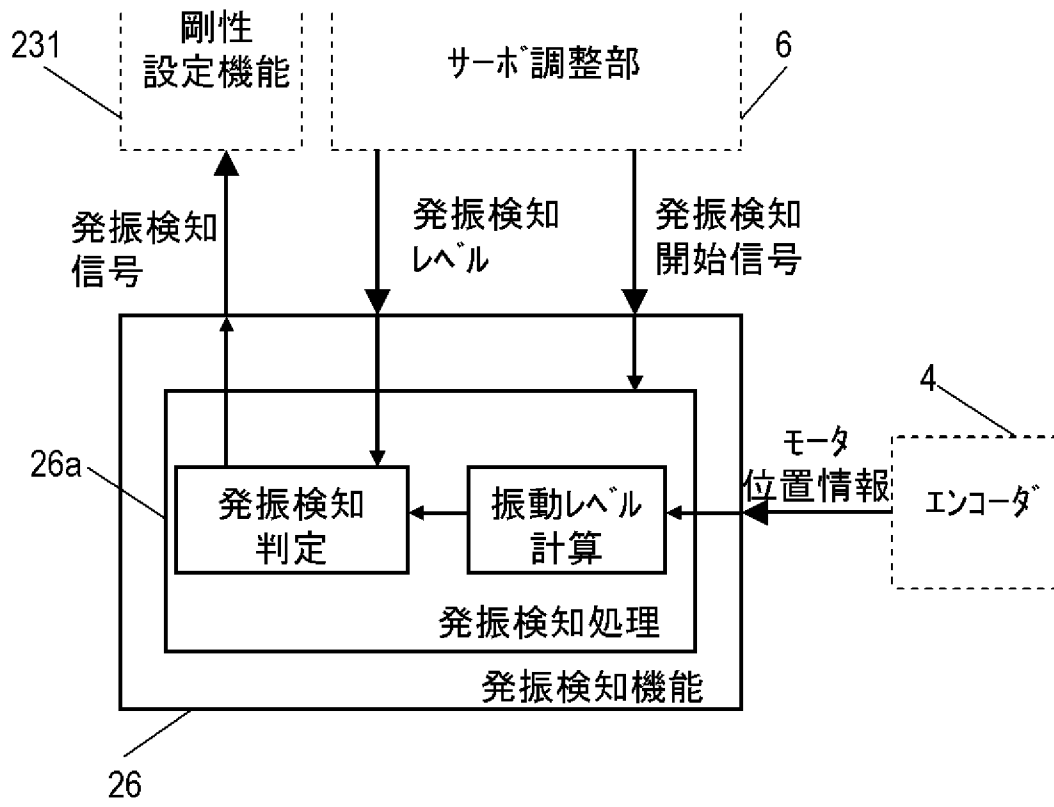 231
剛性
設定機能
サーボ調整部
6
発振検知
信号
発振検知
レベル
発振検知
開始信号
4
モータ
位置情報
エンコーダ
26a
発振検知
判定
振動レベル
計算
発振検知処理
発振検知機能
26